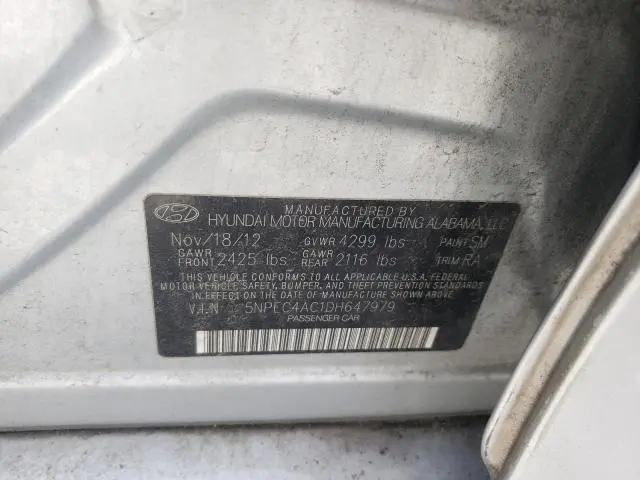 MANUFACTURED BY
HYUNDAI MOTOR MANUFACTURING ALABAMA, LLC
Nov/18/12 GVWR 4299 lbs PAINT SM
GAWR FRONT 2425 lbs GAWR REAR 2116 lbs TRIM RA
THIS VEHICLE CONFORMS TO ALL APPLICABLE U.S.A. FEDERAL
MOTOR VEHICLE SAFETY, BUMPER, AND THEFT PREVENTION STANDARDS
IN EFFECT ON THE DATE OF MANUFACTURE SHOWN ABOVE.
V.I.N 5NPEC4AC1DH647979
PASSENGER CAR